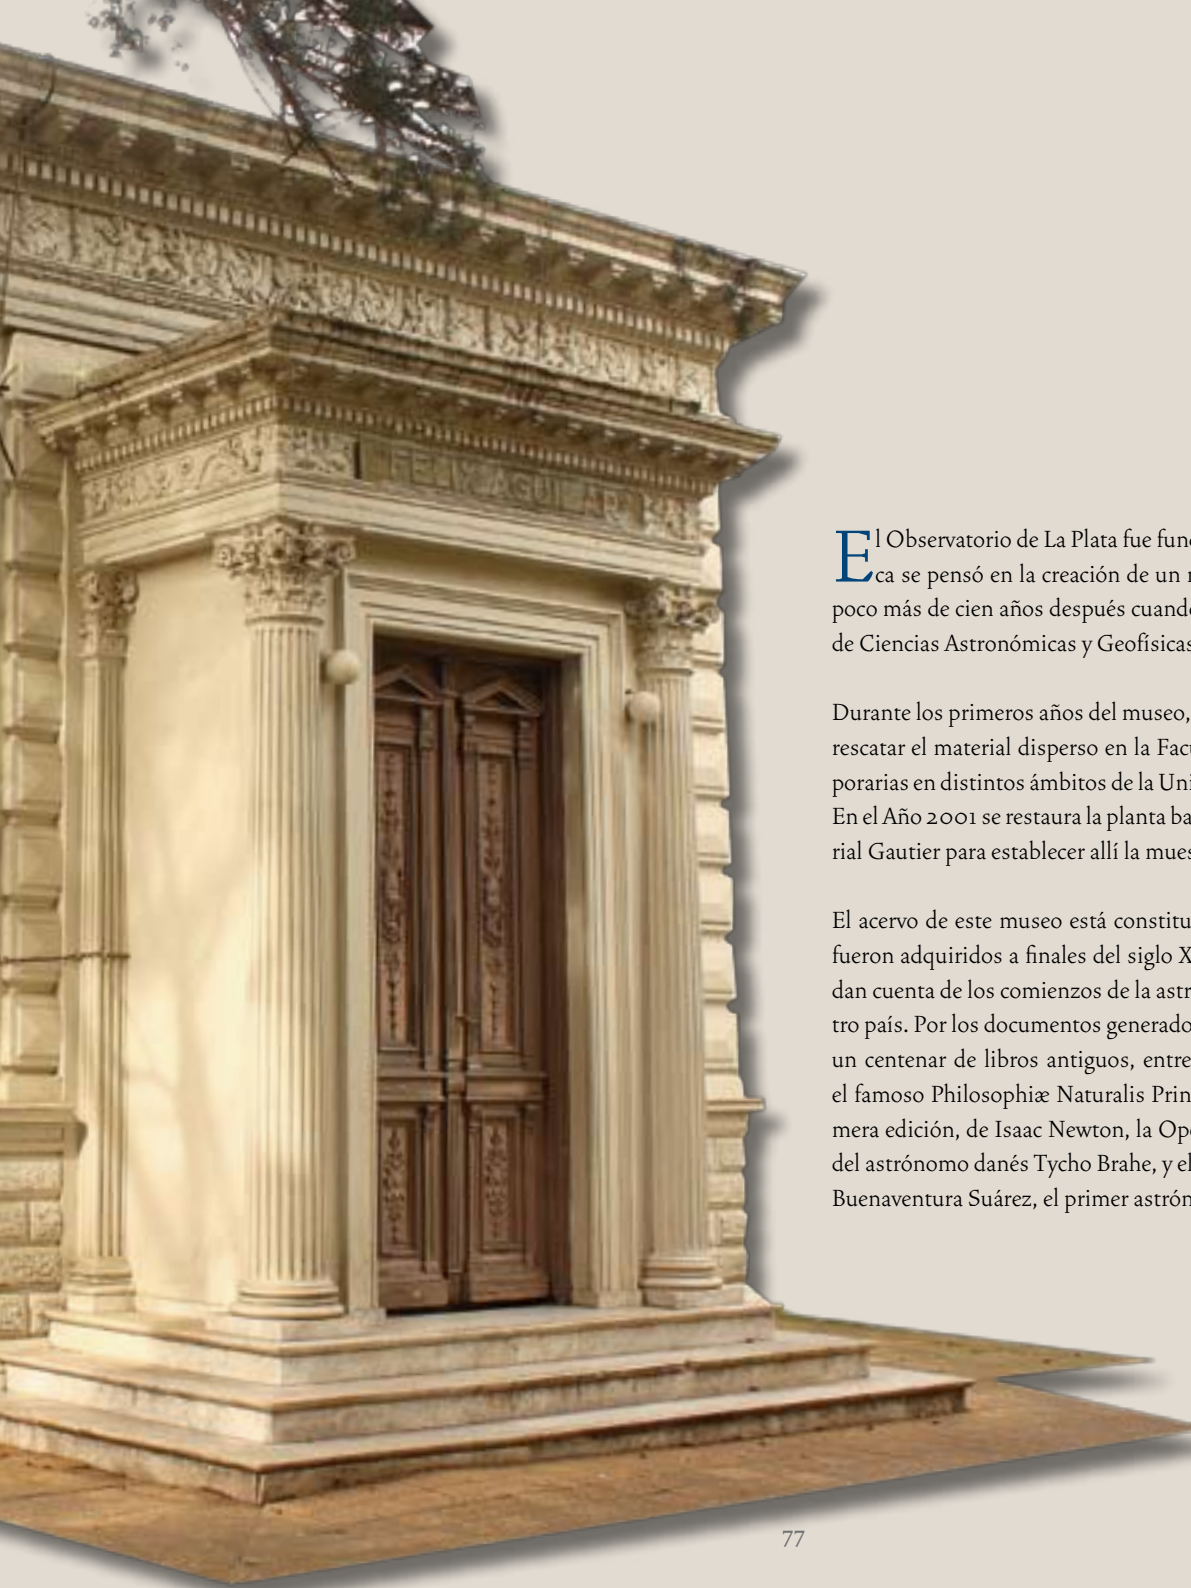 FELIX AGUILAR
El Observatorio de La Plata fue fun
ca se pensó en la creación de un
poco más de cien años después cuand
de Ciencias Astronómicas y Geofísicas
Durante los primeros años del museo,
rescatar el material disperso en la Fac
porarias en distintos ámbitos de la Uni
En el Año 2001 se restaura la planta ba
rial Gautier para establecer allí la mues
El acervo de este museo está constitu
fueron adquiridos a finales del siglo X
dan cuenta de los comienzos de la astr
tro país. Por los documentos generado
un centenar de libros antiguos, entre
el famoso Philosophiæ Naturalis Prin
mera edición, de Isaac Newton, la Op
del astrónomo danés Tycho Brahe, y el
Buenaventura Suárez, el primer astrón
77